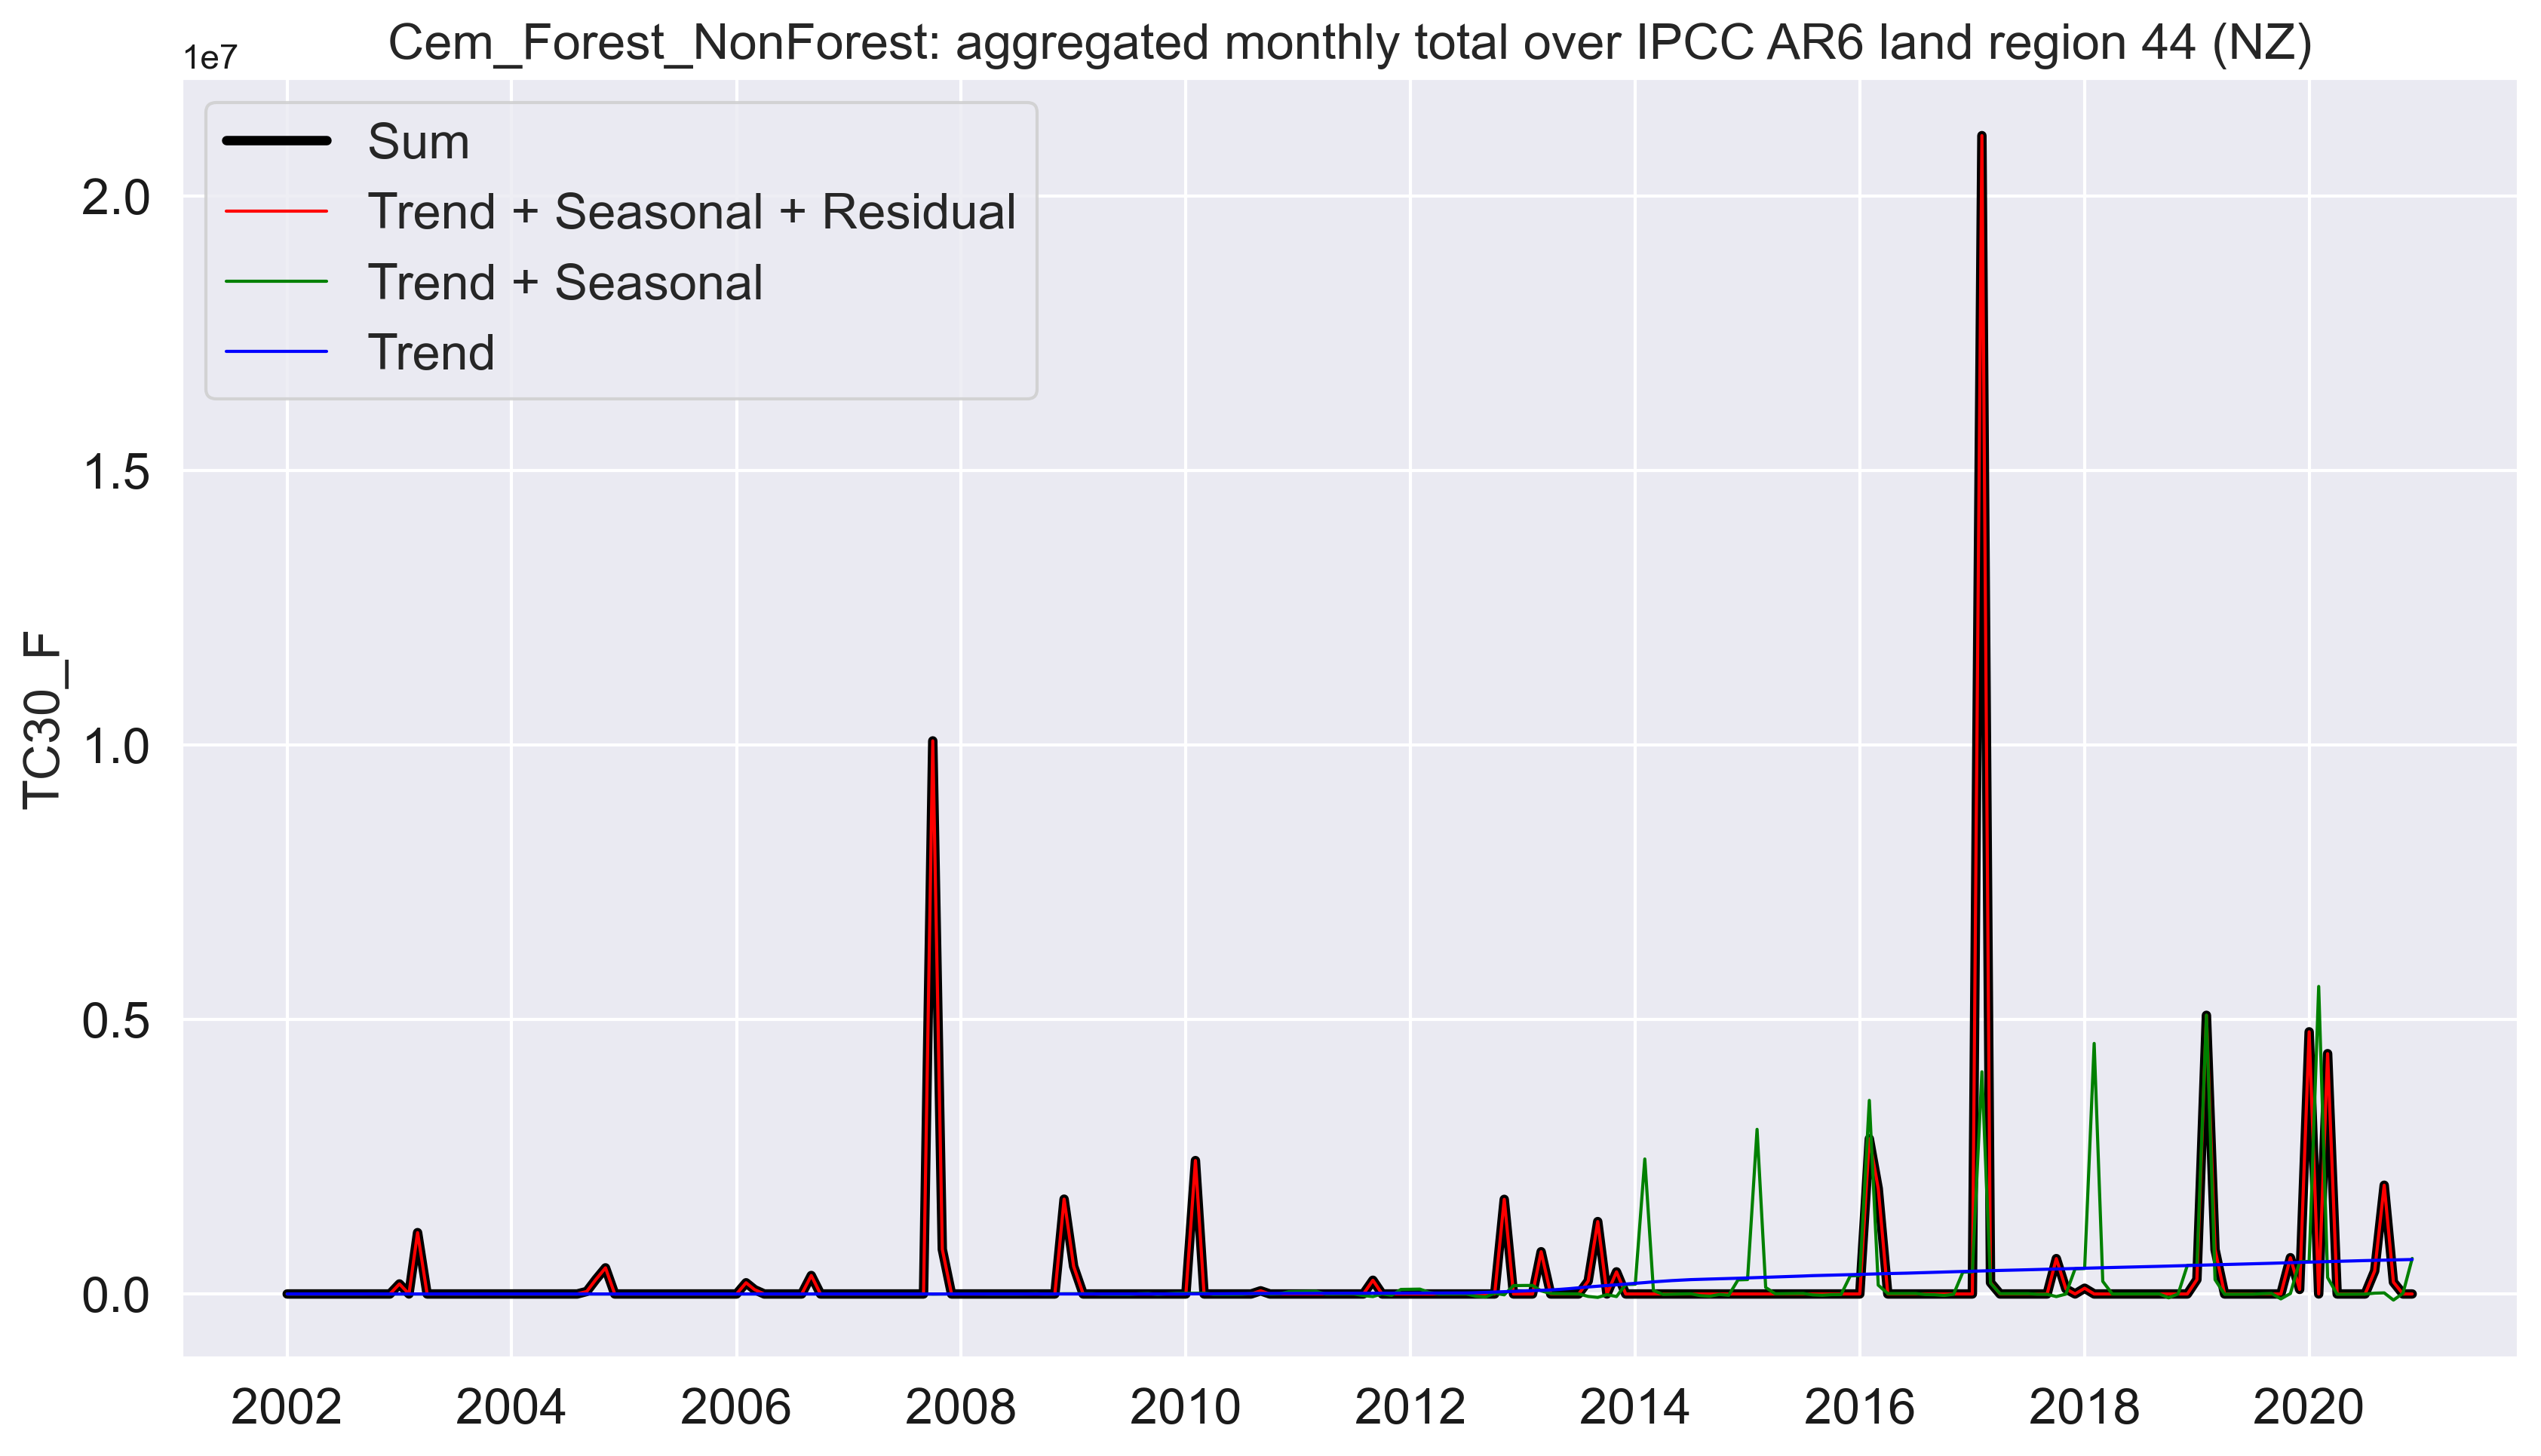 Cem_Forest_NonForest: aggregated monthly total over IPCC AR6 land region 44 (NZ)
1e7
Sum
Trend + Seasonal + Residual
Trend + Seasonal
Trend
2.0
1.5
1.0
0.5
0.0
TC30_F
2002 2004 2006 2008 2010 2012 2014 2016 2018 2020